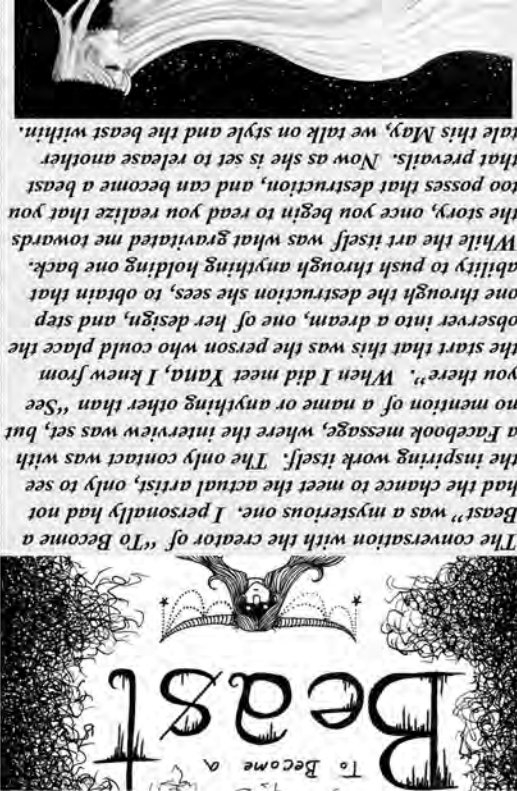 To Become a
Beast
The conversation with the creator of “To Become a
Beast” was a mysterious one. I personally had not
had the chance to meet the actual artist, only to see
the inspiring work itself. The only contact was with
a Facebook message, where the interview was set, but
no mention of a name or anything other than “See
you there”. When I did meet Yana, I knew from
the start that this was the person who could place the
observer into a dream, one of her design, and step
one through the destruction she sees, to obtain that
ability to push through anything holding one back.
While the art itself was what gravitated me towards
the story, once you begin to read you realize that you
too posses that destruction, and can become a beast
that prevails. Now as she is set to release another
tale this May, we talk on style and the beast within.